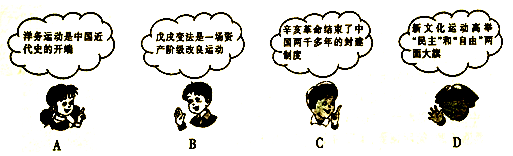 洋务运动是中国近
代史的开端
戊戌变法是一场资
产阶级改良运动
辛亥革命结束了中
国两千多年的封建
制度
新文化运动高举
“民主”和“自由”两
面大旗
A
B
C
D